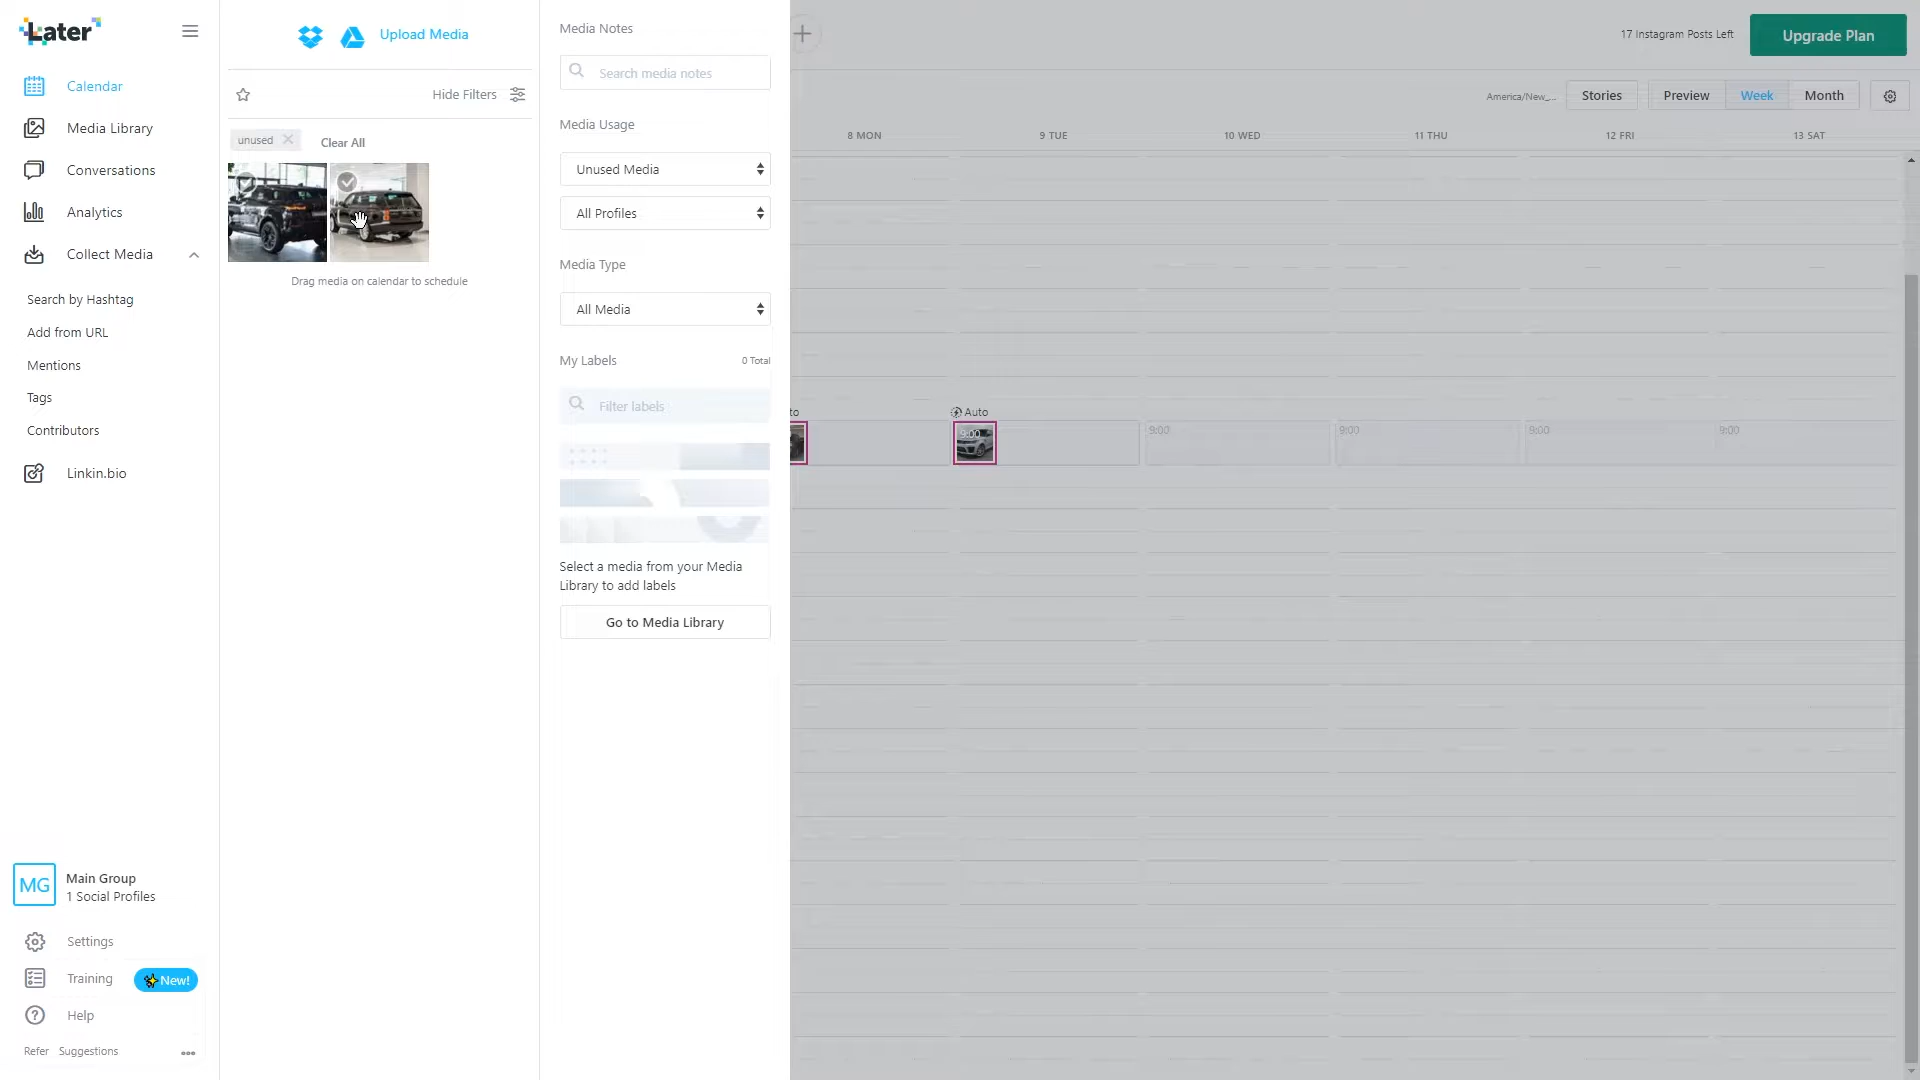 Later
Calendar
Media Library
Conversations
Analytics
Collect Media
Search by Hashtag
Add from URL
Mentions
Tags
Contributors
Linkin.bio
MG
Main Group
1 Social Profiles
Settings
Training
New!
Help
Refer
Suggestions
Upload Media
Hide Filters
unused
Clear All
Drag media on calendar to schedule
Media Notes
Search media notes
Media Usage
Unused Media
All Profiles
Media Type
All Media
My Labels
0 Total
Filter labels
Select a media from your Media
Library to add labels
Go to Media Library
17 Instagram Posts Left
Upgrade Plan
America/New_...
Stories
Preview
Week
Month
8 MON
9 TUE
10 WED
11 THU
12 FRI
13 SAT
to
Auto
9:00
9:00
9:00
9:00
9:00